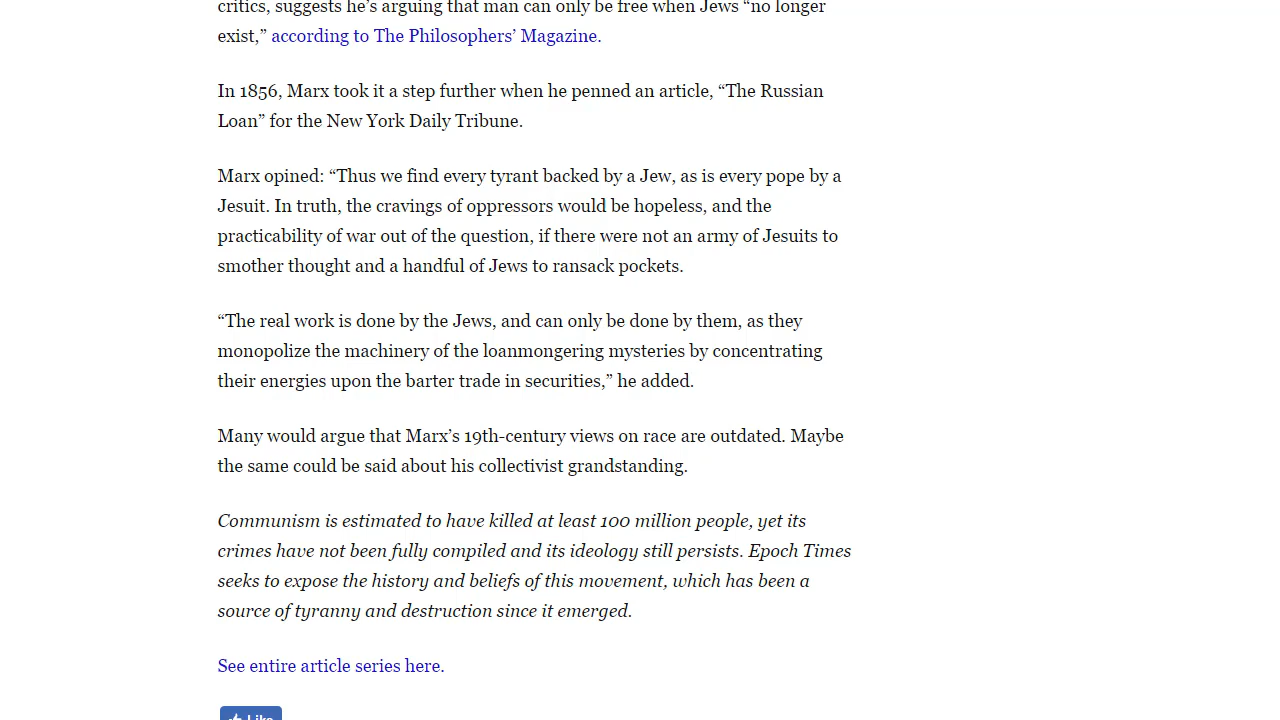 critics, suggests he's arguing that man can only be free when Jews “no longer
exist,” according to The Philosophers’ Magazine.
In 1856, Marx took it a step further when he penned an article, “The Russian
Loan” for the New York Daily Tribune.
Marx opined: “Thus we find every tyrant backed by a Jew, as is every pope by a
Jesuit. In truth, the cravings of oppressors would be hopeless, and the
practicability of war out of the question, if there were not an army of Jesuits to
smother thought and a handful of Jews to ransack pockets.
“The real work is done by the Jews, and can only be done by them, as they
monopolize the machinery of the loanmongering mysteries by concentrating
their energies upon the barter trade in securities,” he added.
Many would argue that Marx’s 19th-century views on race are outdated. Maybe
the same could be said about his collectivist grandstanding.
Communism is estimated to have killed at least 100 million people, yet its
crimes have not been fully compiled and its ideology still persists. Epoch Times
seeks to expose the history and beliefs of this movement, which has been a
source of tyranny and destruction since it emerged.
See entire article series here.
Like